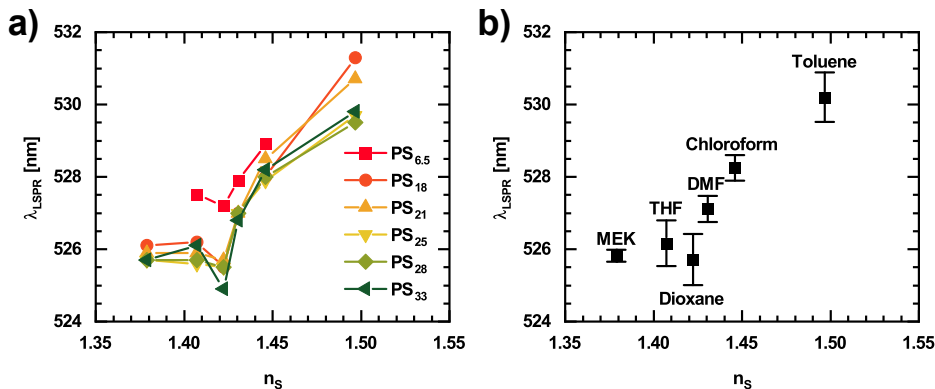 a)
532
530
528
526
524
λLSPR [nm]
1.35 1.40 1.45 1.50 1.55
nS
PS6.5
PS18
PS21
PS25
PS28
PS33
b)
532
530
528
526
524
λLSPR [nm]
1.35 1.40 1.45 1.50 1.55
nS
Toluene
Chloroform
DMF
THF
MEK
Dioxane